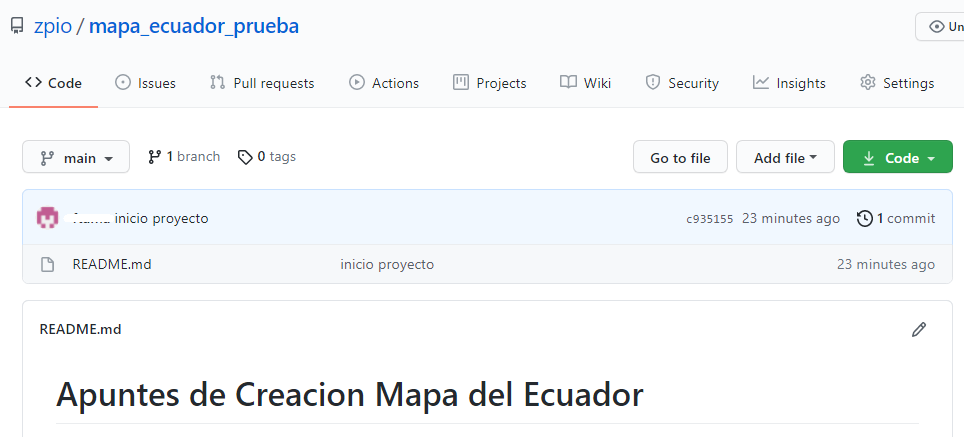 zpio / mapa_ecuador_prueba
Un
Code Issues Pull requests Actions Projects Wiki Security Insights Settings
main 1 branch 0 tags Go to file Add file Code
inicio proyecto c935155 23 minutes ago 1 commit
README.md inicio proyecto 23 minutes ago
README.md
Apuntes de Creacion Mapa del Ecuador